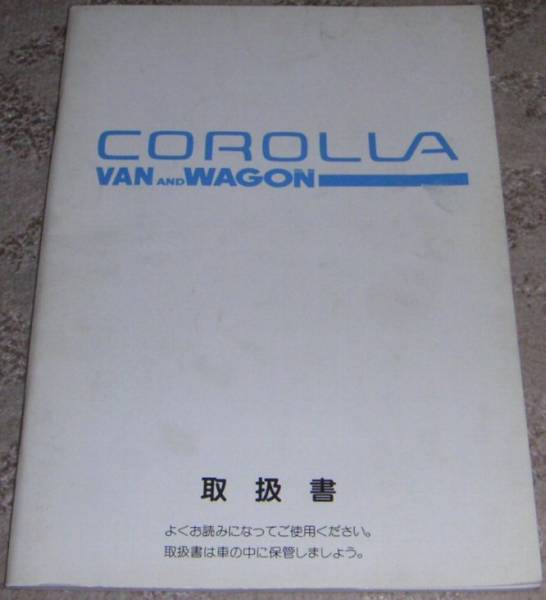 COROLLA
VAN AND WAGON
取扱書
よくお読みになってご使用ください。
取扱書は車の中に保管しましょう。